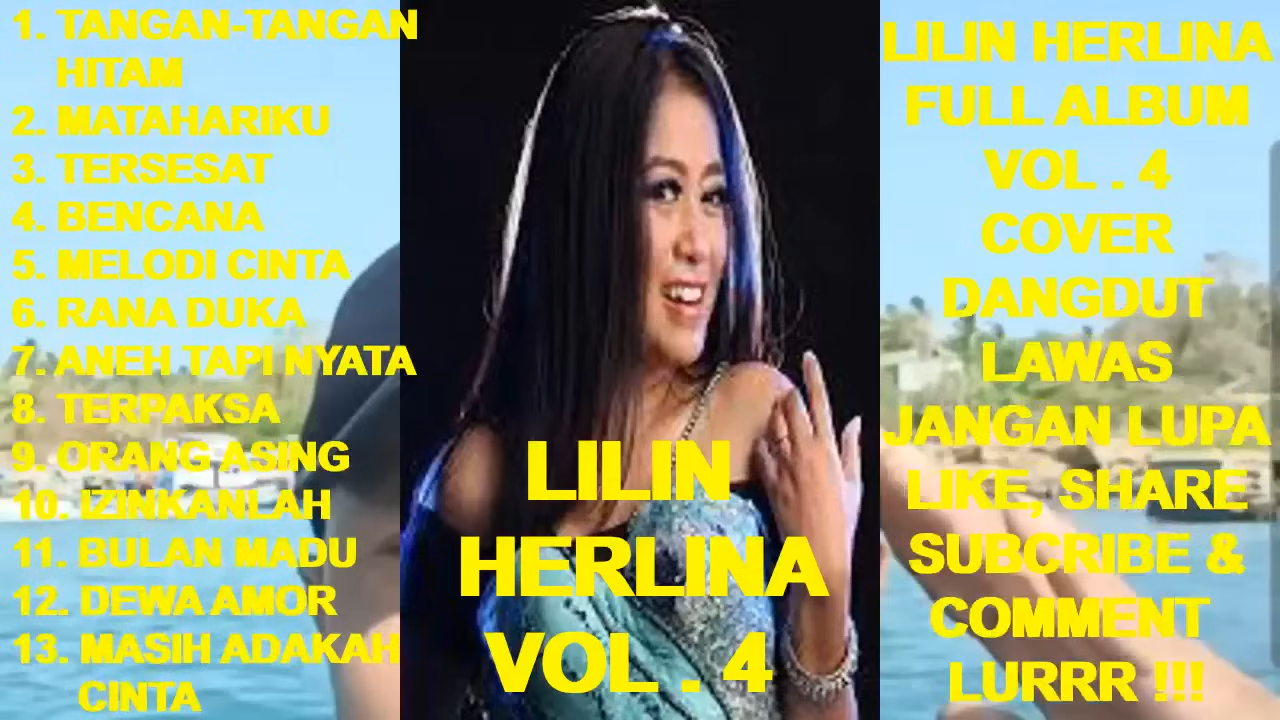 1. TANGAN-TANGAN
HITAM
2. MATAHARIKU
3. TERSESAT
4. BENCANA
5. MELODI CINTA
6. RANA DUKA
7. ANEH TAPI NYATA
8. TERPAKSA
9. ORANG ASING
10. IZINKANLAH
11. BULAN MADU
12. DEWA AMOR
13. MASIH ADAKAH
CINTA
LILIN
HERLINA
VOL . 4
LILIN HERLINA
FULL ALBUM
VOL . 4
COVER
DANGDUT
LAWAS
JANGAN LUPA
LIKE, SHARE
SUBCRIBE &
COMMENT
LURRR !!!